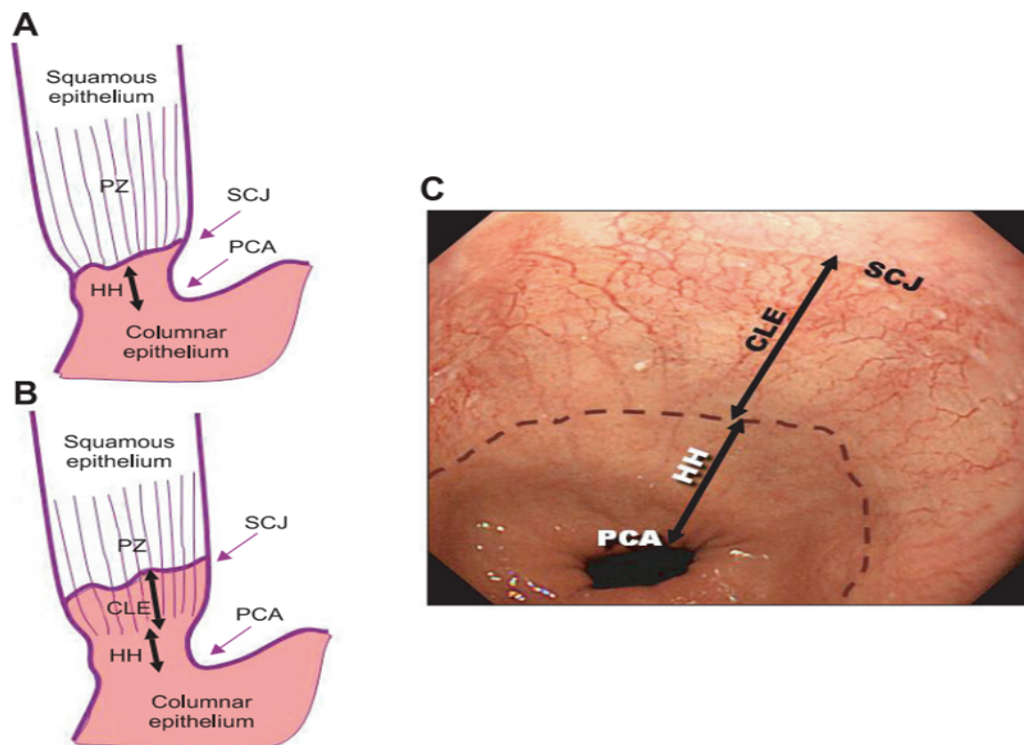 A
Squamous
epithelium
PZ
SCJ
PCA
HH
Columnar
epithelium
B
Squamous
epithelium
PZ
SCJ
CLE
PCA
HH
Columnar
epithelium
C
SCJ
CLE
HH
PCA